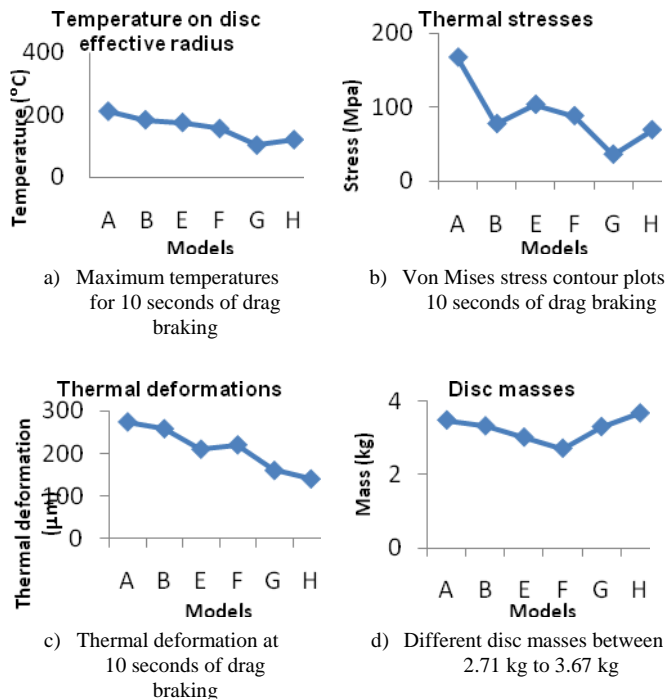 Temperature on disc
effective radius
400
200
0
Temperature (°C)
A B E F G H
Models
a) Maximum temperatures
for 10 seconds of drag
braking
Thermal stresses
200
100
0
Stress (Mpa)
A B E F G H
Models
b) Von Mises stress contour plots
10 seconds of drag braking
Thermal deformations
300
200
100
0
Thermal deformation
(µm)
A B E F G H
Models
c) Thermal deformation at
10 seconds of drag
braking
Disc masses
4
2
0
Mass (kg)
A B E F G H
Models
d) Different disc masses between
2.71 kg to 3.67 kg